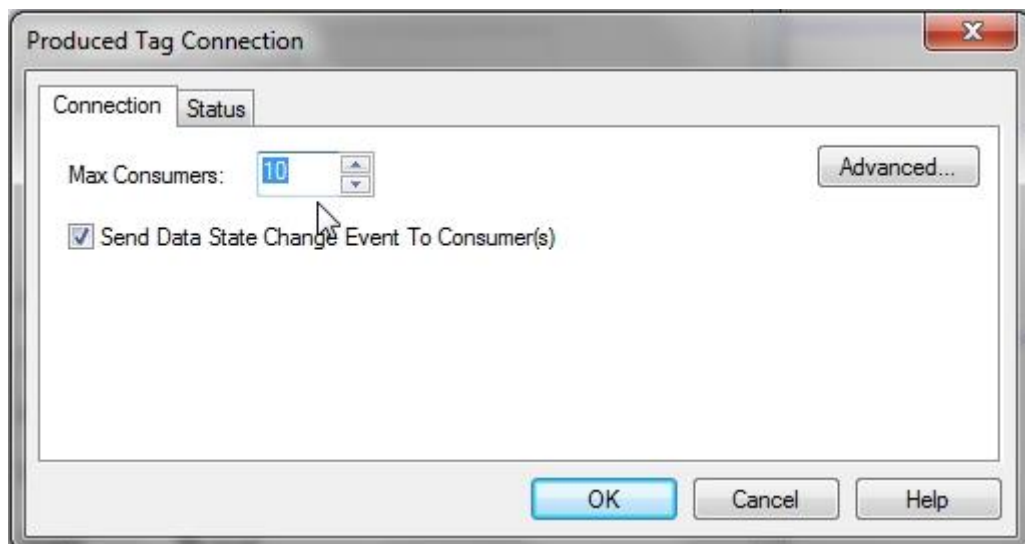 Produced Tag Connection
Connection Status
Max Consumers: 10 Advanced...
Send Data State Change Event To Consumer(s)
OK Cancel Help